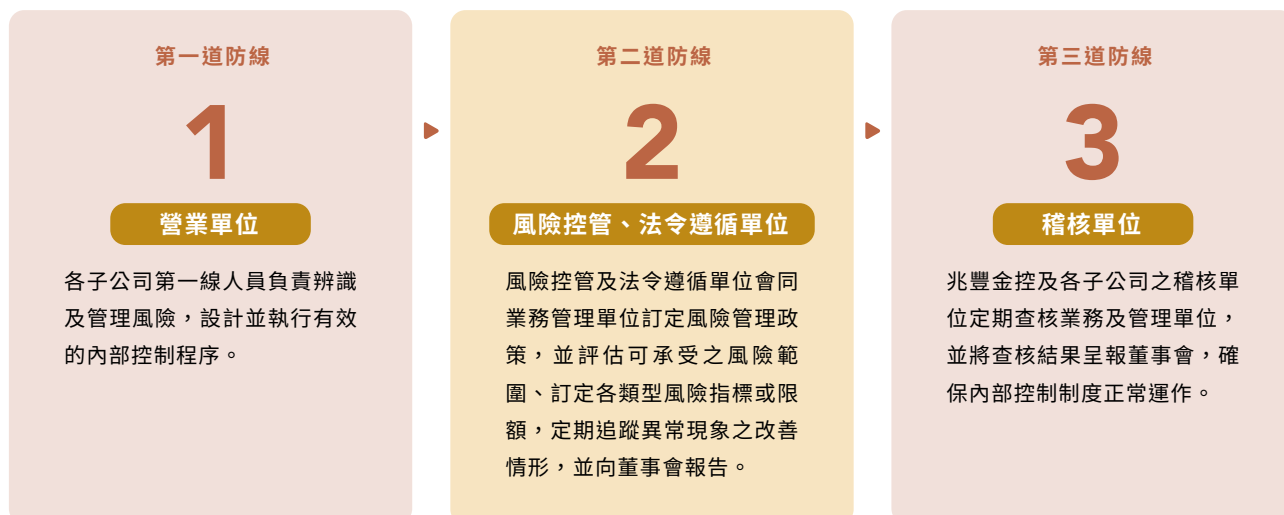 第一道防線
1
營業單位
各子公司第一線人員負責辨識
及管理風險，設計並執行有效
的內部控制程序。
第二道防線
2
風險控管、法令遵循單位
風險控管及法令遵循單位會同
業務管理單位訂定風險管理政
策，並評估可承受之風險範
圍、訂定各類型風險指標或限
額，定期追蹤異常現象之改善
情形，並向董事會報告。
第三道防線
3
稽核單位
兆豐金控及各子公司之稽核單
位定期查核業務及管理單位，
並將查核結果呈報董事會，確
保內部控制制度正常運作。